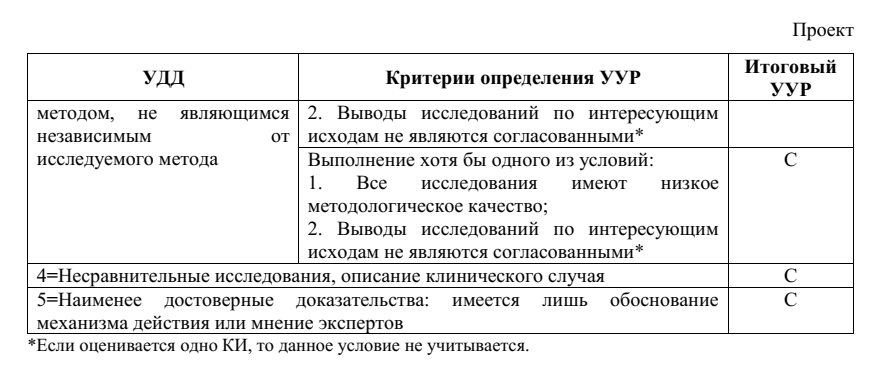 Проект
УДД Критерии определения УУР Итоговый
УУР
методом, не являющимся
независимым от
исследуемого метода
2. Выводы исследований по интересующим
исходам не являются согласованными*
Выполнение хотя бы одного из условий:
1. Все исследования имеют низкое
методологическое качество;
2. Выводы исследований по интересующим
исходам не являются согласованными*
С
4=Несравнительные исследования, описание клинического случая С
5=Наименее достоверные доказательства: имеется лишь обоснование
механизма действия или мнение экспертов
С
*Если оценивается одно КИ, то данное условие не учитывается.